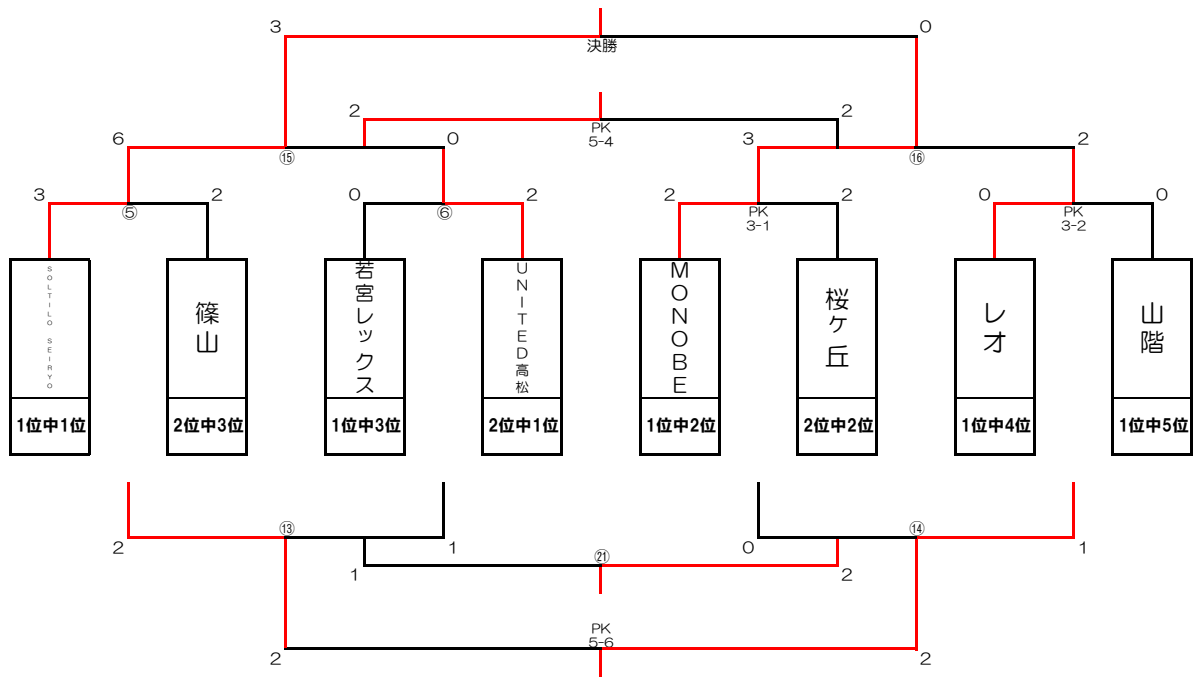 3
0
決勝
2
PK
5-4
2
6
⑮
0
3
⑯
2
3
⑤
2
0
⑥
2
2
PK
3-1
2
0
PK
3-2
0
SOLTILO SEIRYO
篠山
若宮レックス
UNITED高松
MONOBE
桜ヶ丘
レオ
山階
1位中1位
2位中3位
1位中3位
2位中1位
1位中2位
2位中2位
1位中4位
1位中5位
2
⑬
1
0
⑭
1
1
㉑
2
2
PK
5-6
2